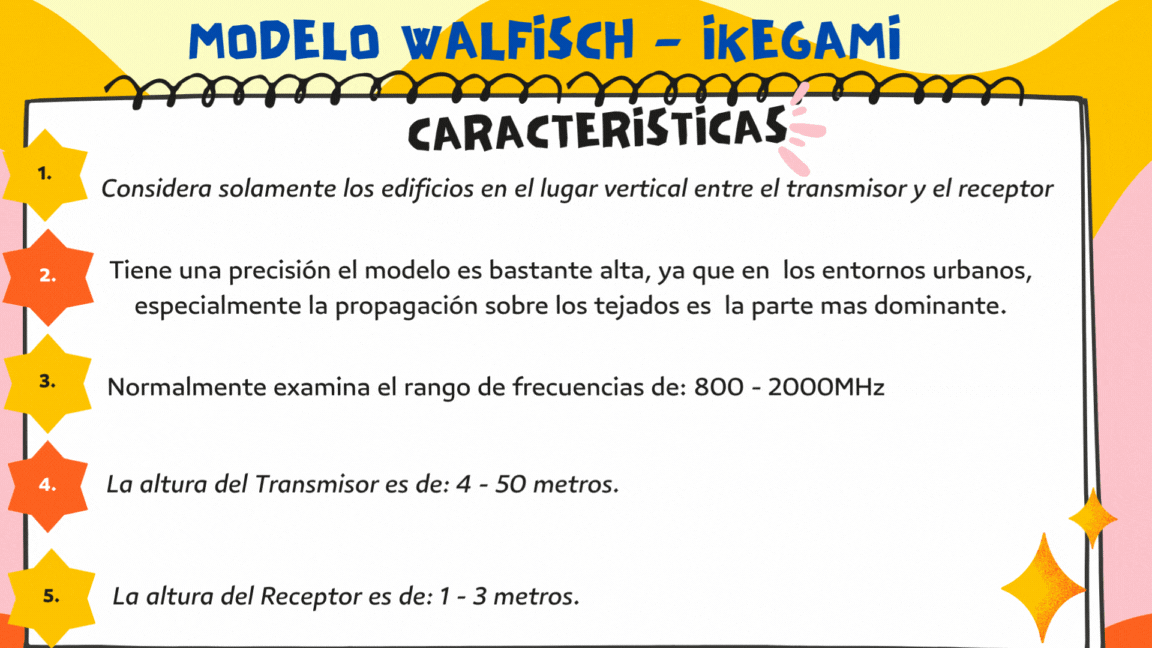 MODELO WALFiSCH - iKEGAMi
CARACTERiSTiCAS
1.
Considera solamente los edificios en el lugar vertical entre el transmisor y el receptor
2.
Tiene una precisión el modelo es bastante alta, ya que en los entornos urbanos,
especialmente la propagación sobre los tejados es la parte mas dominante.
3.
Normalmente examina el rango de frecuencias de: 800 - 2000MHz
4.
La altura del Transmisor es de: 4 - 50 metros.
5.
La altura del Receptor es de: 1 - 3 metros.